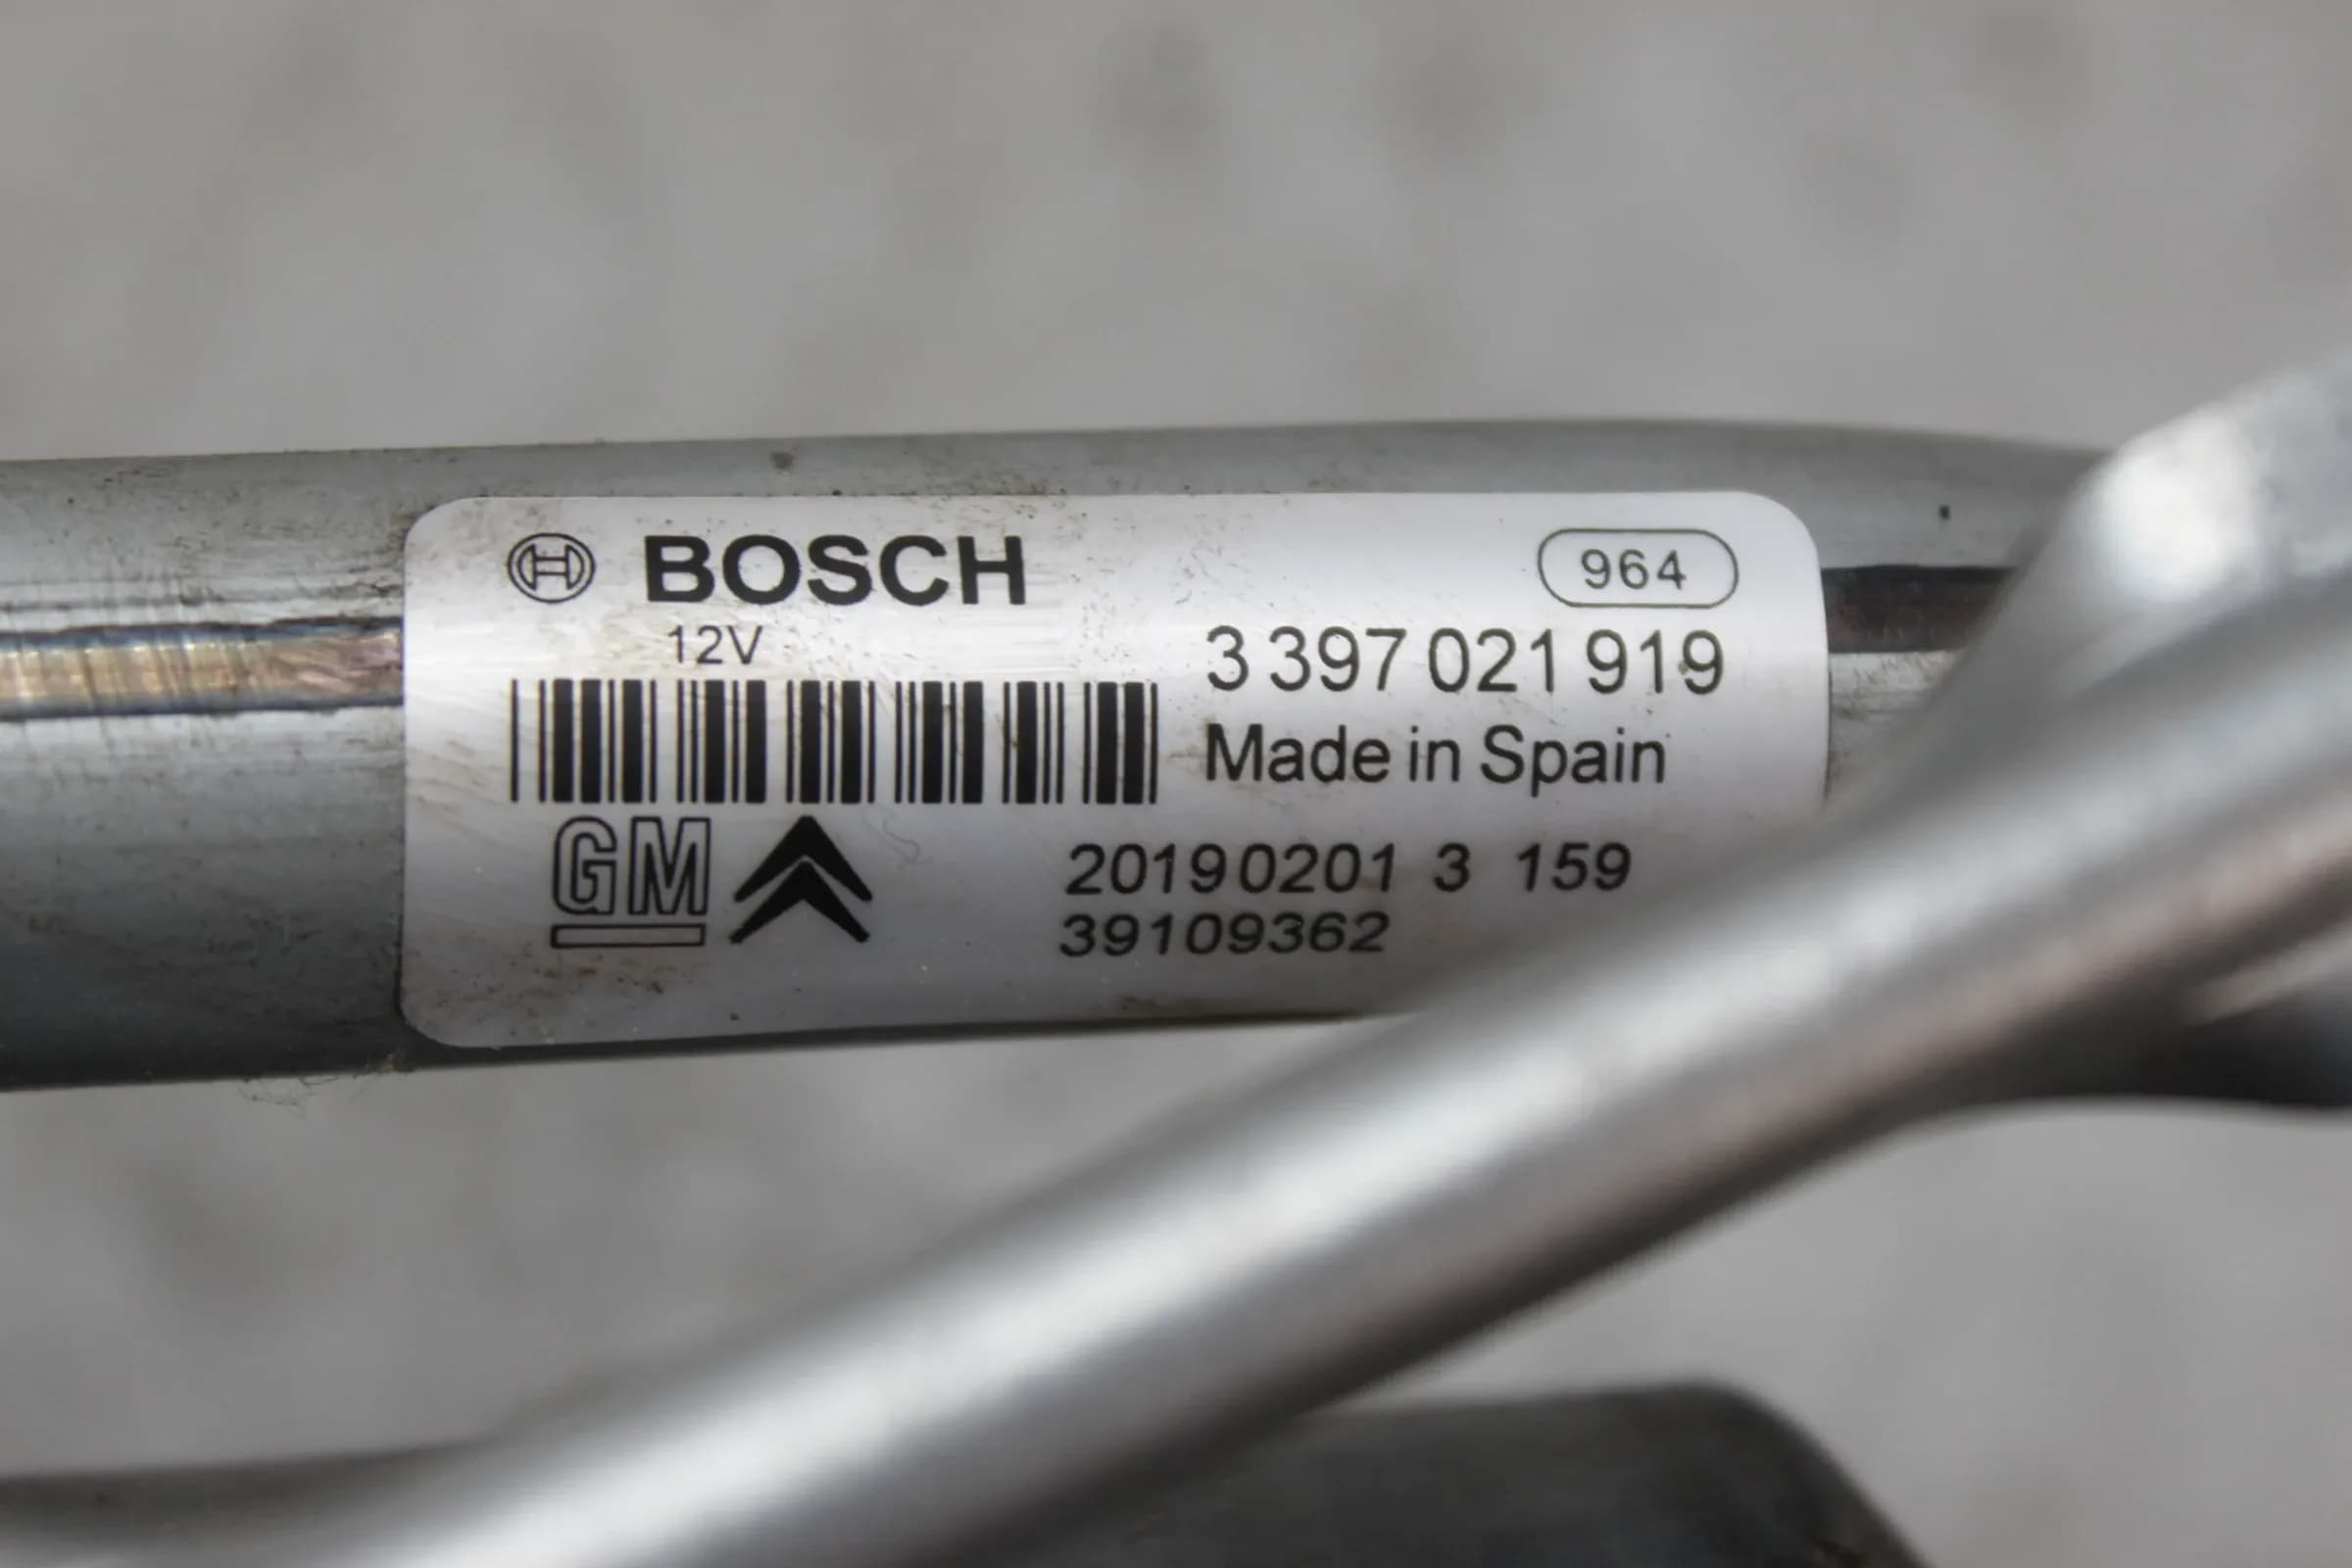 BOSCH
964
12V
3 397 021 919
Made in Spain
GM
20190201 3 159
39109362